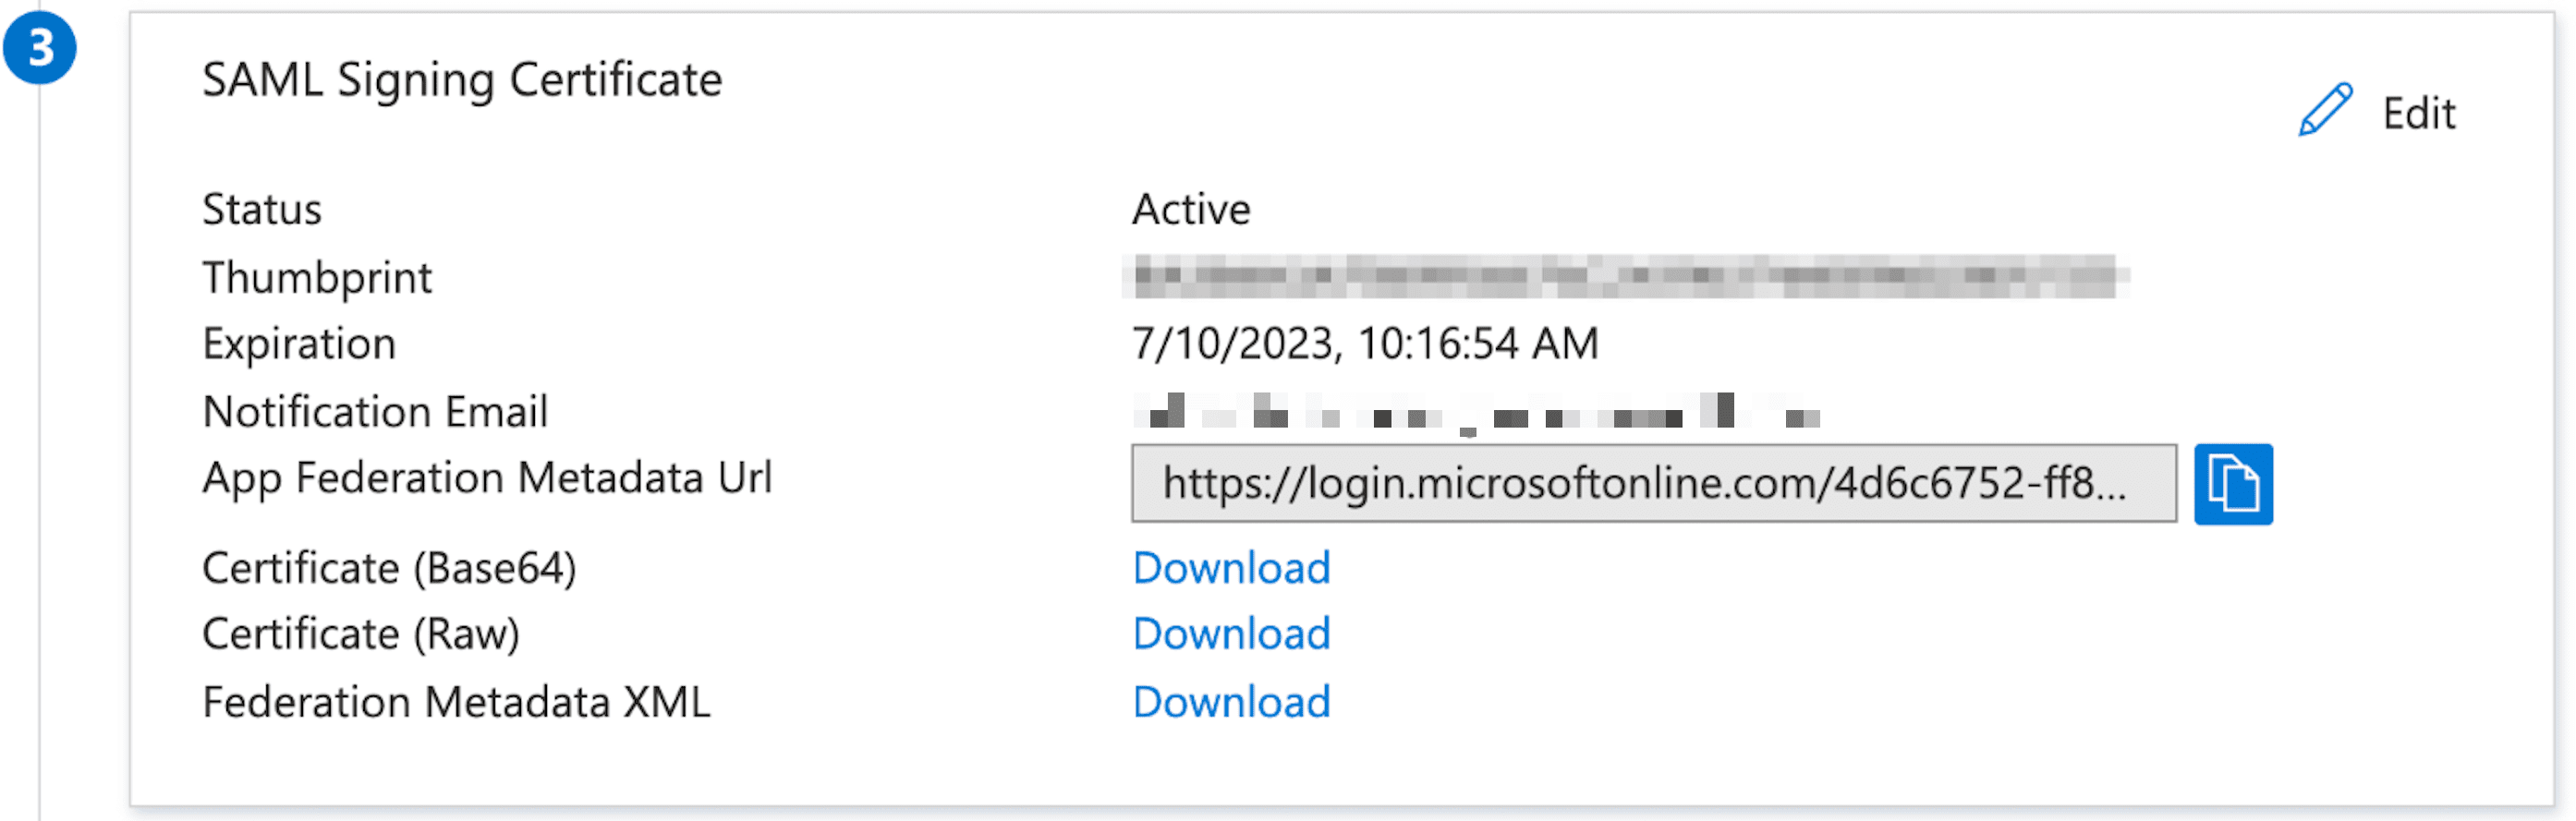 3
SAML Signing Certificate
Edit
Status Active
Thumbprint
Expiration 7/10/2023, 10:16:54 AM
Notification Email
App Federation Metadata Url https://login.microsoftonline.com/4d6c6752-ff8...
Certificate (Base64) Download
Certificate (Raw) Download
Federation Metadata XML Download